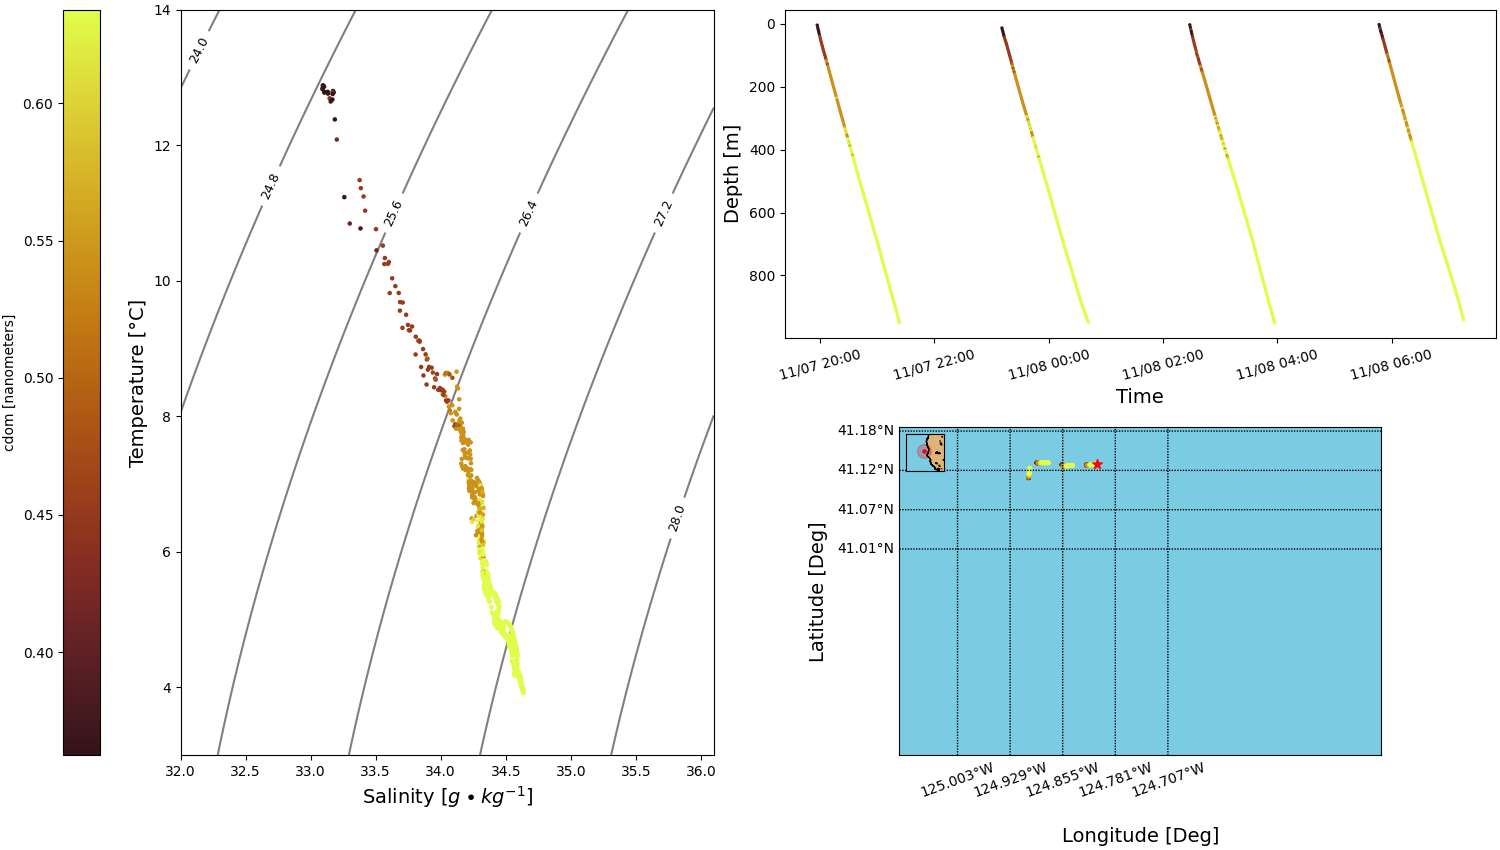 cdom [nanometers]
0.60
0.55
0.50
0.45
0.40
Temperature [°C]
14
12
10
8
6
4
24.0
24.8
25.6
26.4
27.2
28.0
32.0 32.5 33.0 33.5 34.0 34.5 35.0 35.5 36.0
Salinity [g • kg⁻¹]
Depth [m]
0
200
400
600
800
11/07 20:00 11/07 22:00 11/08 00:00 11/08 02:00 11/08 04:00 11/08 06:00
Time
Latitude [Deg]
41.18°N
41.12°N
41.07°N
41.01°N
125.003°W 124.929°W 124.855°W 124.781°W 124.707°W
Longitude [Deg]